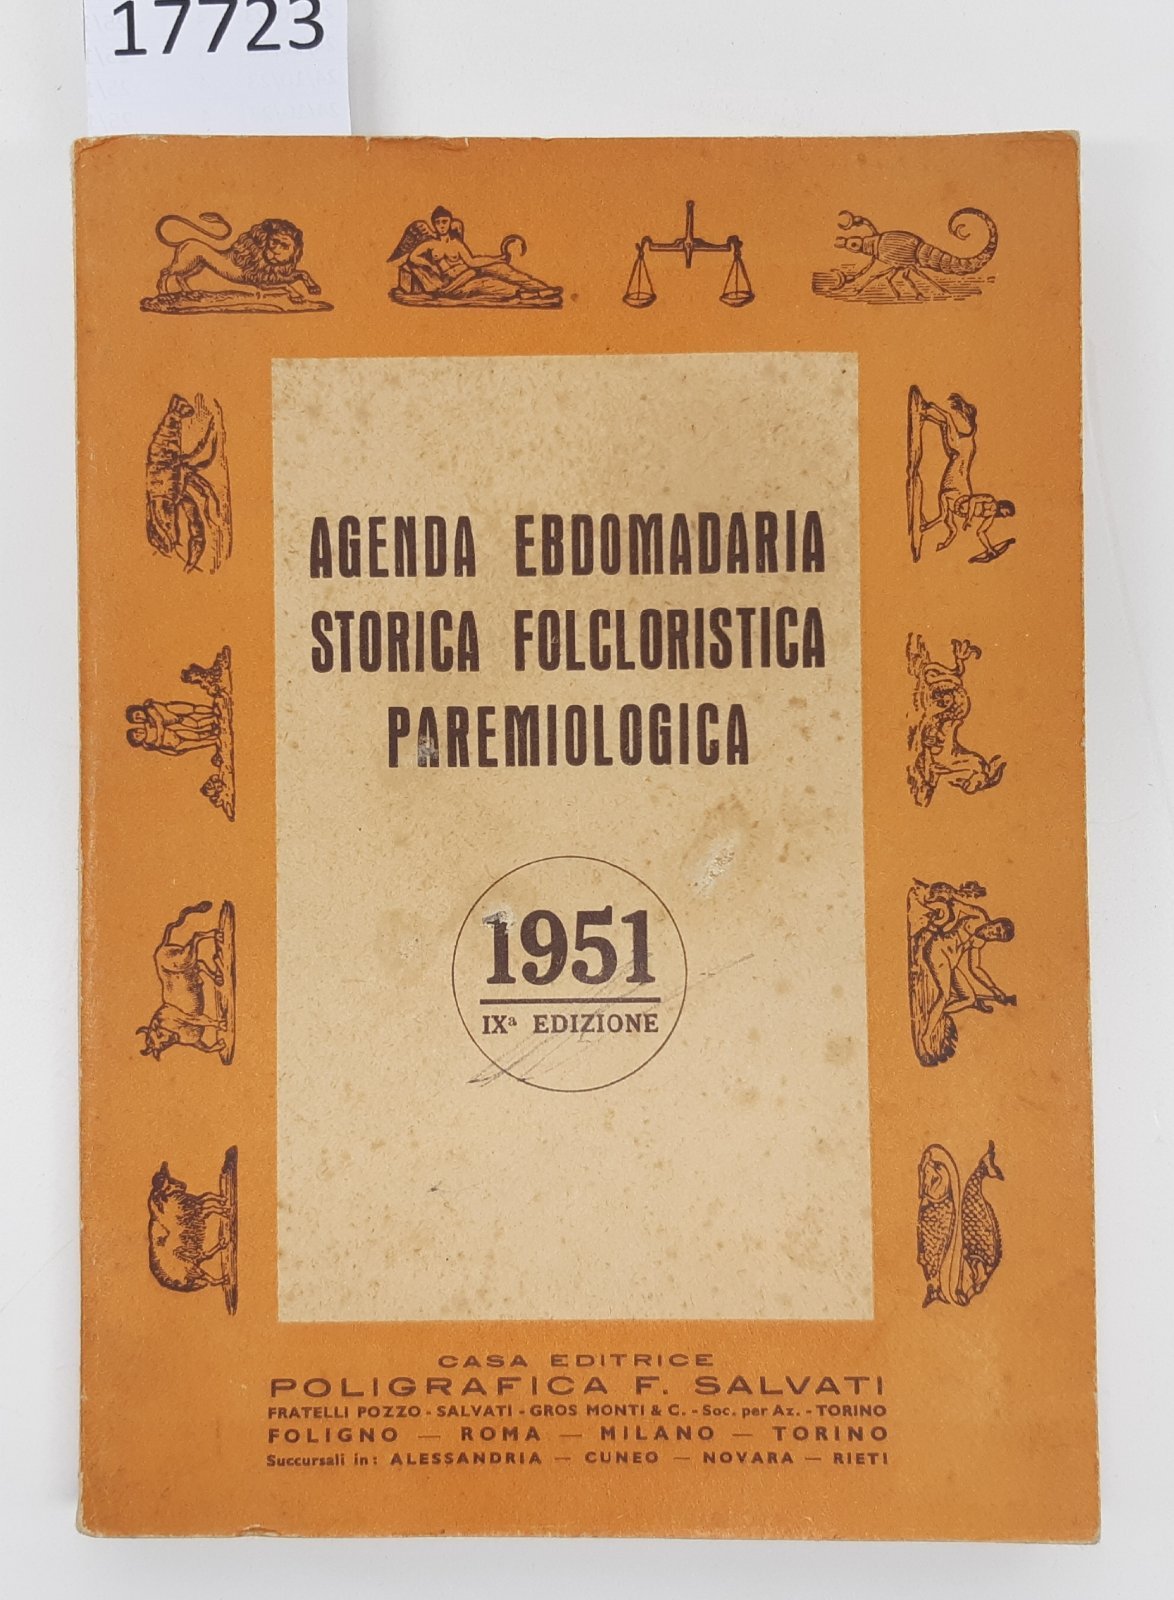 17723
AGENDA EBDOMADARIA
STORICA FOLCLORISTICA
PAREMIOLOGICA
1951
IXª EDIZIONE
CASA EDITRICE
POLIGRAFICA F. SALVATI
FRATELLI POZZO - SALVATI - GROS MONTI & C. - Soc. per Az. - TORINO
FOLIGNO — ROMA — MILANO — TORINO
Succursali in: ALESSANDRIA — CUNEO — NOVARA — RIETI